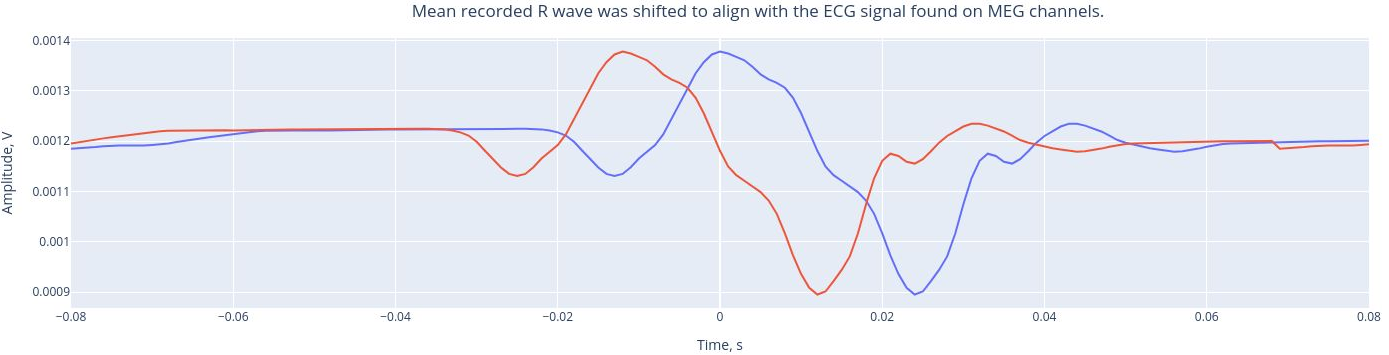 Mean recorded R wave was shifted to align with the ECG signal found on MEG channels.
Amplitude, V
0.0014
0.0013
0.0012
0.0011
0.001
0.0009
−0.08 −0.06 −0.04 −0.02 0 0.02 0.04 0.06 0.08
Time, s